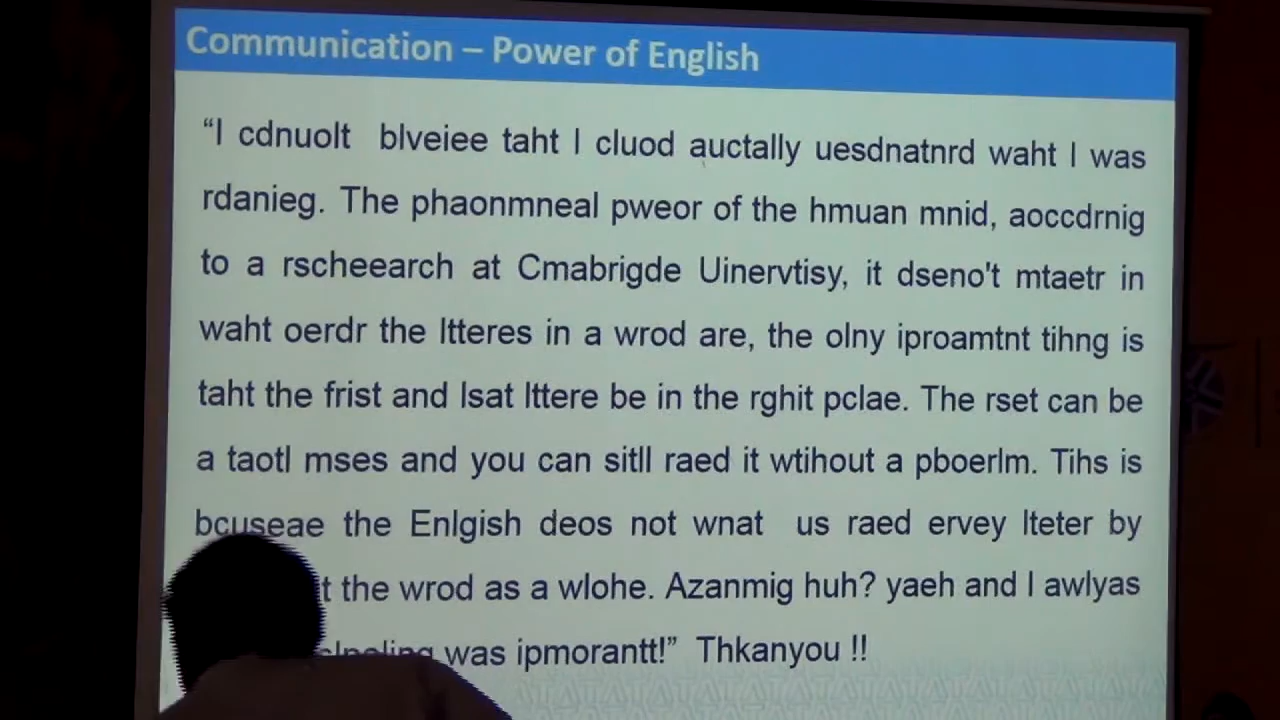 Communication – Power of English
“I cdnuolt blveiee taht I cluod auctally uesdnatnrd waht I was
rdanieg. The phaonmneal pweor of the hmuan mnid, aoccdrnig
to a rscheearch at Cmabrigde Uinervtisy, it dseno't mtaetr in
waht oerdr the ltteres in a wrod are, the olny iproamtnt tihng is
taht the frist and lsat lttere be in the rghit pclae. The rset can be
a taotl mses and you can sitll raed it wtihout a pboerlm. Tihs is
bcuseae the Enlgish deos not wnat us raed ervey lteter by
the wrod as a wlohe. Azanmig huh? yaeh and I awlyas
was ipmorantt!” Thkanyou !!